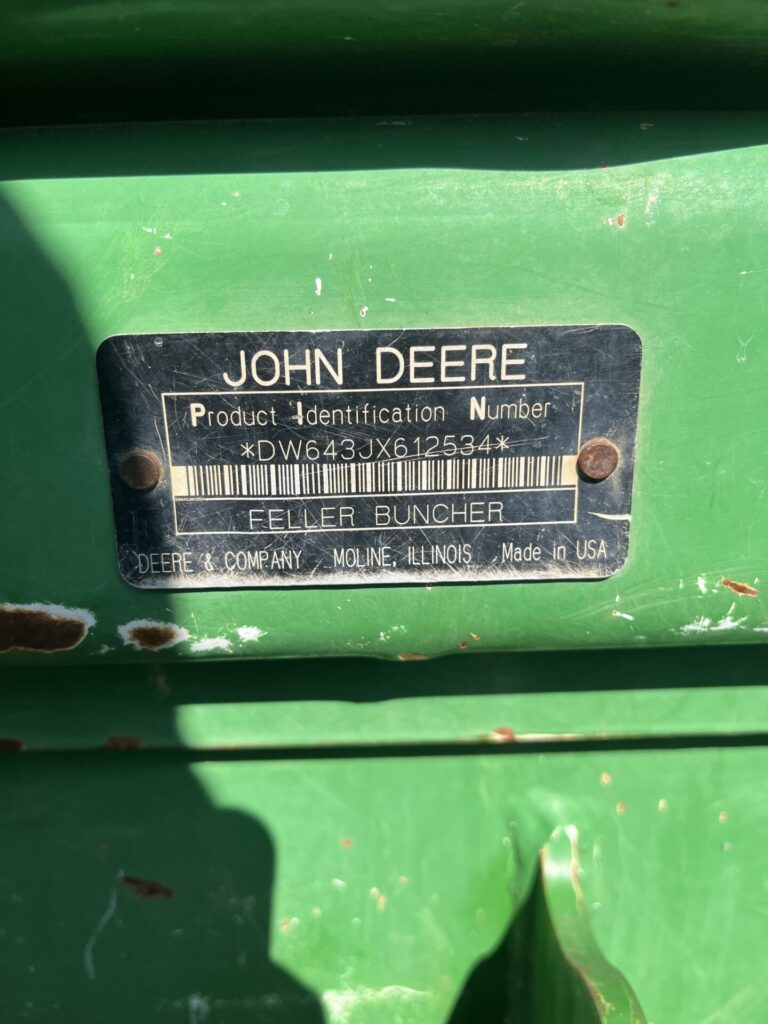 JOHN DEERE
Product Identification Number
*DW643JX612534*
FELLER BUNCHER
DEERE & COMPANY MOLINE, ILLINOIS Made in USA